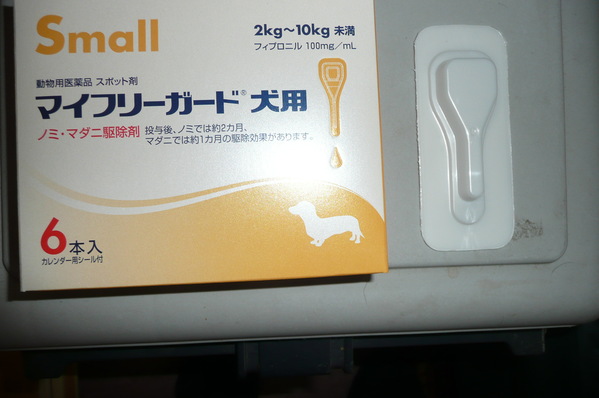 Small
2kg～10kg 未満
フィプロニル 100mg／mL
動物用医薬品 スポット剤
マイフリーガード® 犬用
ノミ・マダニ駆除剤
投与後、ノミでは約2カ月、
マダニでは約1カ月の駆除効果があります。
6本入
カレンダー用シール付